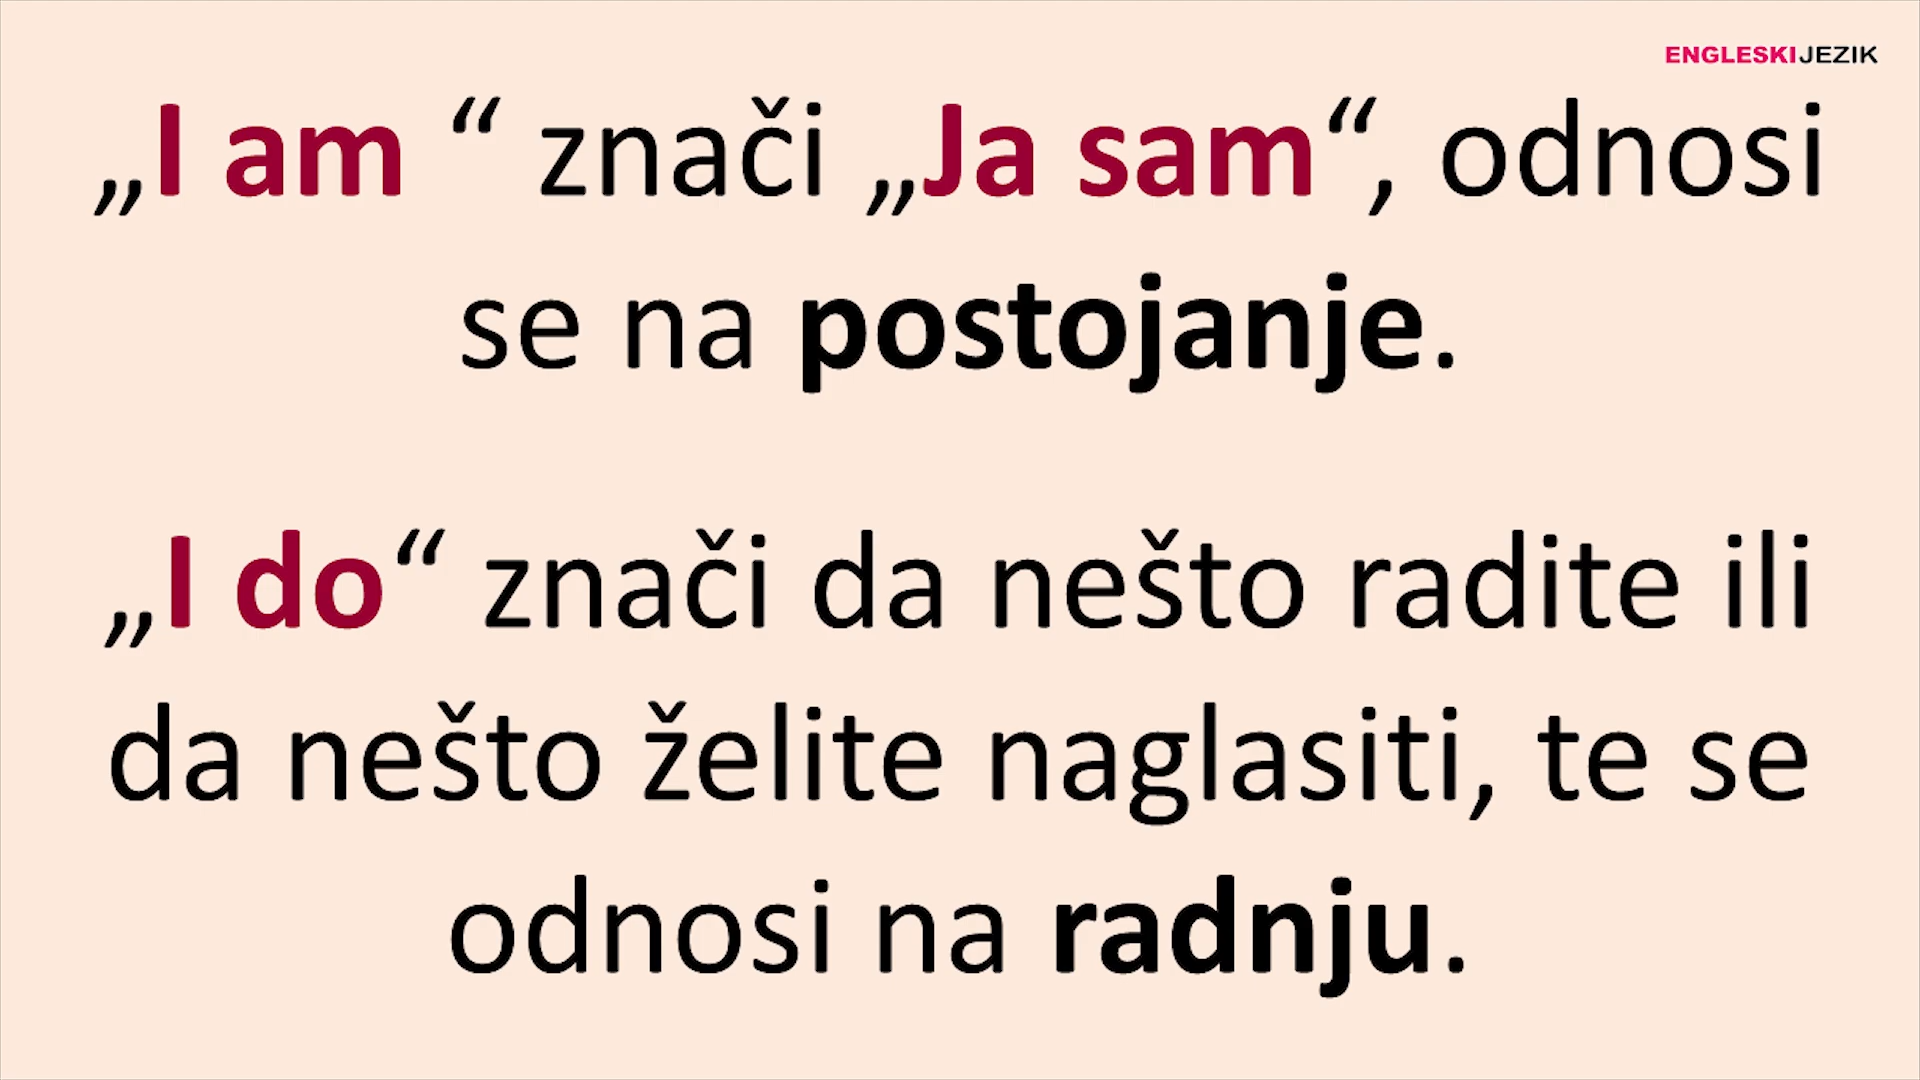 ENGLESKIJEZIK
„I am “ znači „Ja sam“, odnosi
se na postojanje.
„I do“ znači da nešto radite ili
da nešto želite naglasiti, te se
odnosi na radnju.